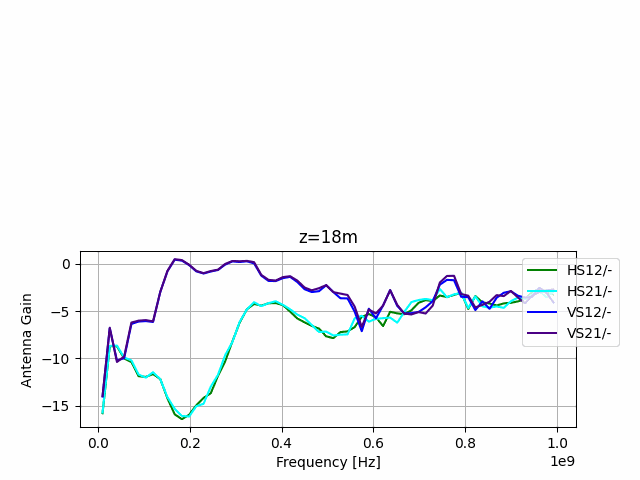 z=18m
Antenna Gain
0
−5
−10
−15
0.0 0.2 0.4 0.6 0.8 1.0
1e9
Frequency [Hz]
HS12/-
HS21/-
VS12/-
VS21/-